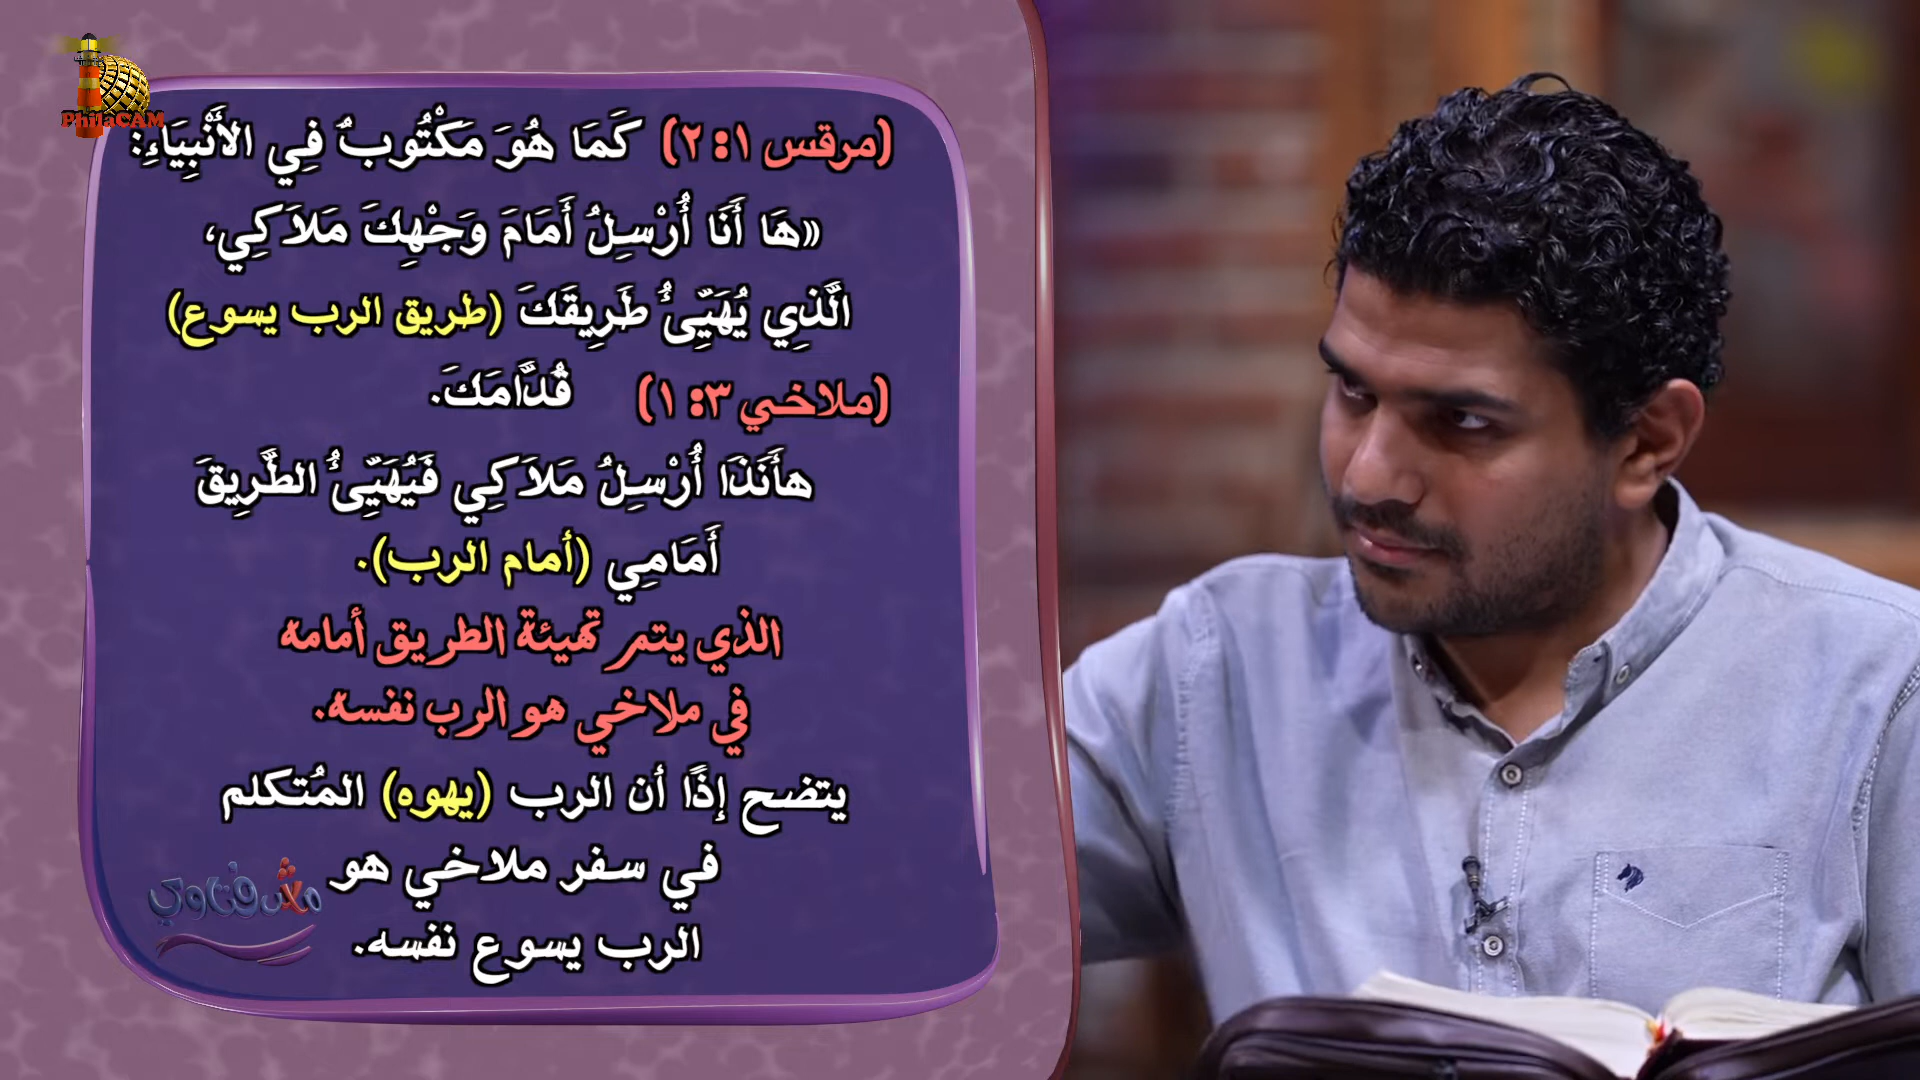 PhilaCAM
(مرقس ١: ٢) كَمَا هُوَ مَكْتُوبٌ فِي الأَنْبِيَاءِ:
«هَا أَنَا أُرْسِلُ أَمَامَ وَجْهِكَ مَلاَكِي،
الَّذِي يُهَيِّئُ طَرِيقَكَ (طريق الرب يسوع)
قُدَّامَكَ.
(ملاخي ٣: ١)
هأَنَذَا أُرْسِلُ مَلاَكِي فَيُهَيِّئُ الطَّرِيقَ
أَمَامِي (أمام الرب).
الذي يتم تهيئة الطريق أمامه
في ملاخي هو الرب نفسه.
يتضح إذًا أن الرب (يهوه) المُتكلم
في سفر ملاخي هو
الرب يسوع نفسه.
مش فتاوي